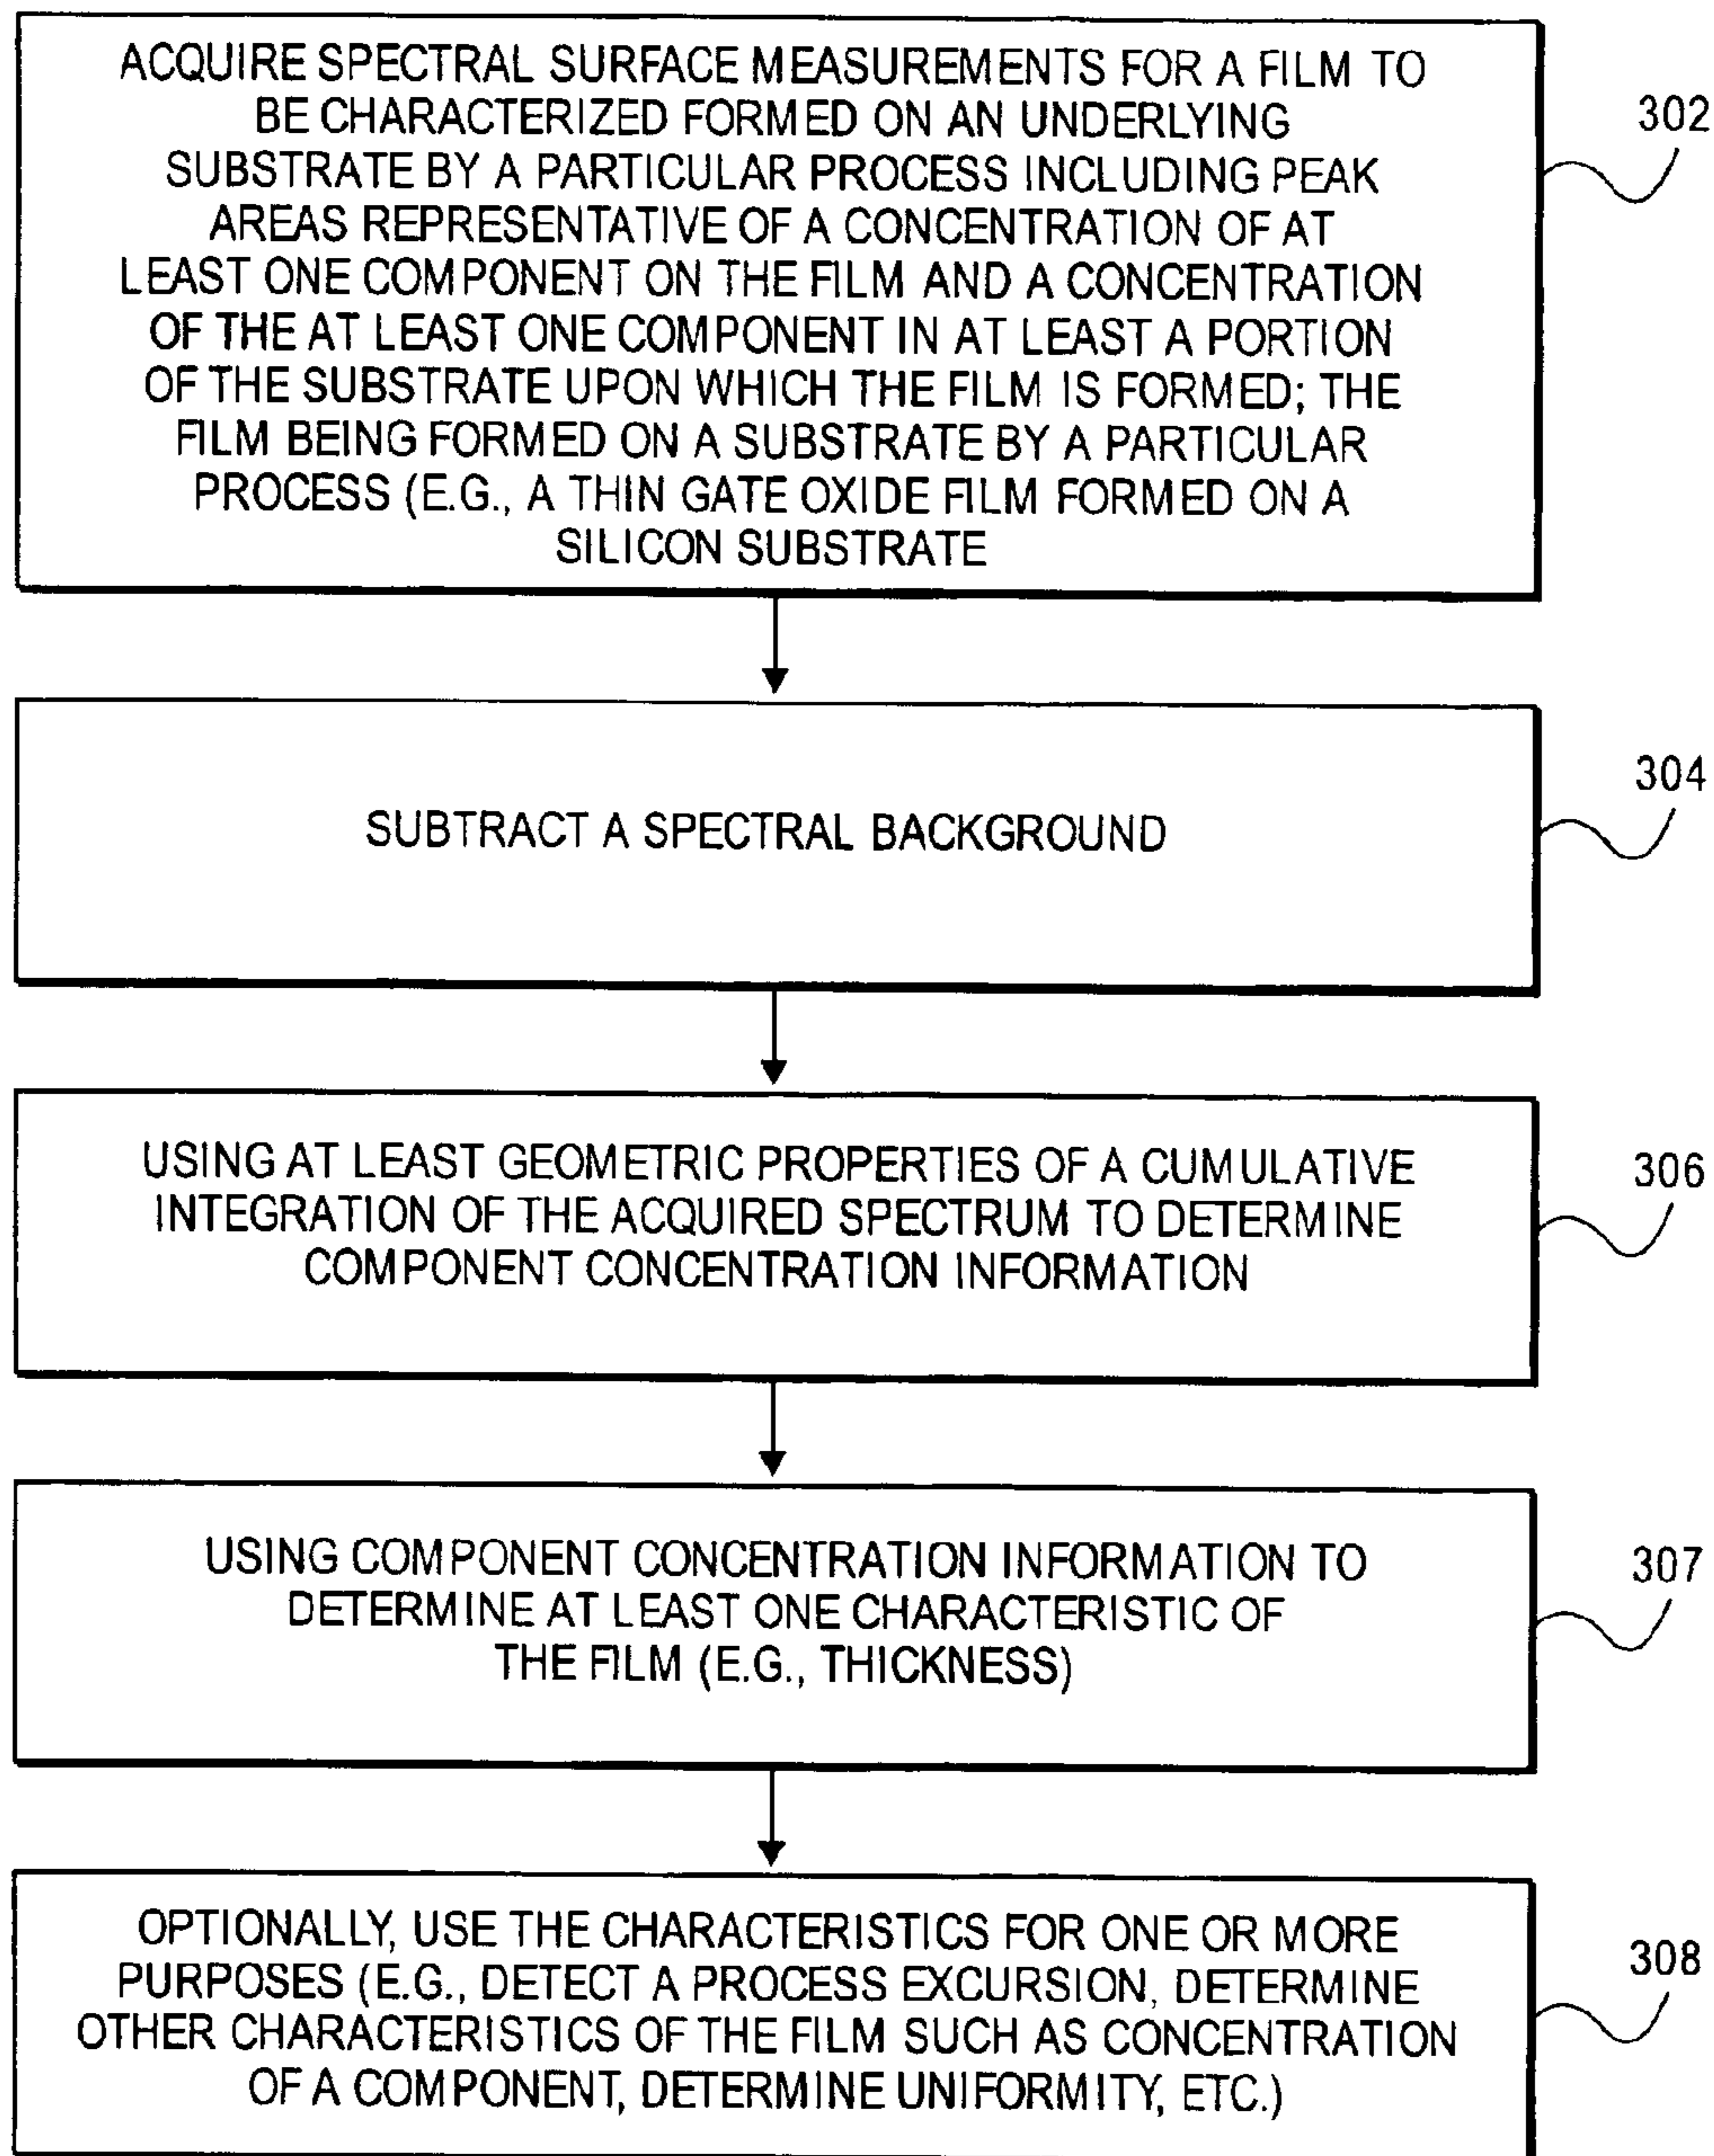 ACQUIRE SPECTRAL SURFACE MEASUREMENTS FOR A FILM TO
BE CHARACTERIZED FORMED ON AN UNDERLYING
SUBSTRATE BY A PARTICULAR PROCESS INCLUDING PEAK
AREAS REPRESENTATIVE OF A CONCENTRATION OF AT
LEAST ONE COMPONENT ON THE FILM AND A CONCENTRATION
OF THE AT LEAST ONE COMPONENT IN AT LEAST A PORTION
OF THE SUBSTRATE UPON WHICH THE FILM IS FORMED; THE
FILM BEING FORMED ON A SUBSTRATE BY A PARTICULAR
PROCESS (E.G., A THIN GATE OXIDE FILM FORMED ON A
SILICON SUBSTRATE
302
SUBTRACT A SPECTRAL BACKGROUND
304
USING AT LEAST GEOMETRIC PROPERTIES OF A CUMULATIVE
INTEGRATION OF THE ACQUIRED SPECTRUM TO DETERMINE
COMPONENT CONCENTRATION INFORMATION
306
USING COMPONENT CONCENTRATION INFORMATION TO
DETERMINE AT LEAST ONE CHARACTERISTIC OF
THE FILM (E.G., THICKNESS)
307
OPTIONALLY, USE THE CHARACTERISTICS FOR ONE OR MORE
PURPOSES (E.G., DETECT A PROCESS EXCURSION, DETERMINE
OTHER CHARACTERISTICS OF THE FILM SUCH AS CONCENTRATION
OF A COMPONENT, DETERMINE UNIFORMITY, ETC.)
308